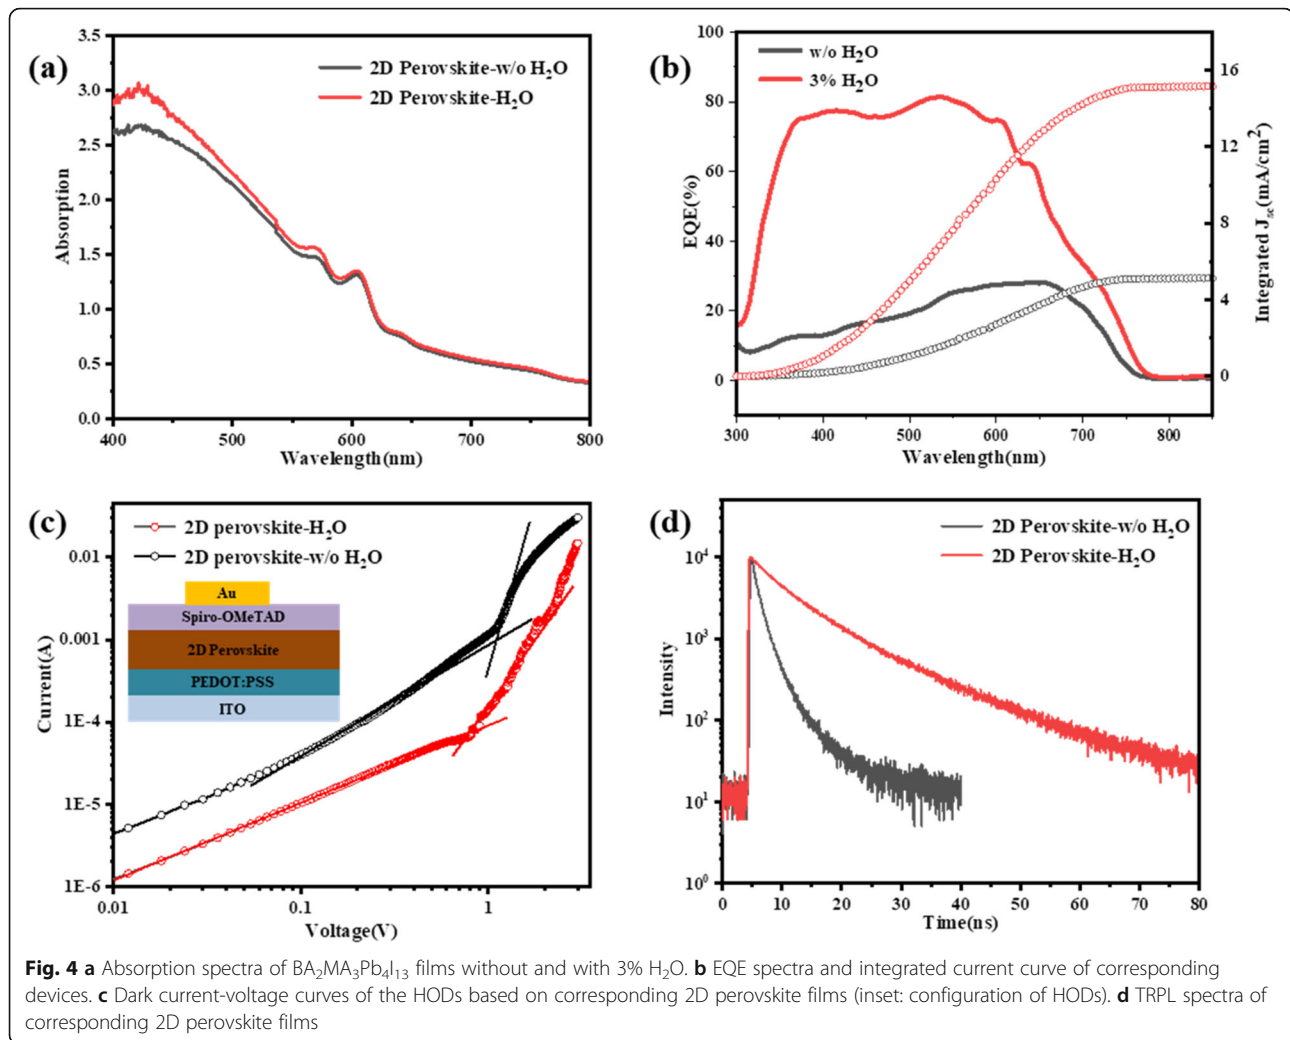 (a)
2D Perovskite-w/o H₂O
2D Perovskite-H₂O
3.5
3.0
2.5
2.0
1.5
1.0
0.5
0.0
Absorption
400 500 600 700 800
Wavelength(nm)
(b)
w/o H₂O
3% H₂O
100
80
60
40
20
0
EQE(%)
16
12
8
4
0
Integrated J_sc(mA/cm²)
300 400 500 600 700 800
Wavelength(nm)
(c)
2D perovskite-H₂O
2D perovskite-w/o H₂O
Au
Spiro-OMeTAD
2D Perovskite
PEDOT:PSS
ITO
0.01
0.001
1E-4
1E-5
1E-6
Current(A)
0.01 0.1 1
Voltage(V)
(d)
2D Perovskite-w/o H₂O
2D Perovskite-H₂O
10⁴
10³
10²
10¹
10⁰
Intensity
0 10 20 30 40 50 60 70 80
Time(ns)
Fig. 4 a Absorption spectra of BA₂MA₃Pb₄I₁₃ films without and with 3% H₂O. b EQE spectra and integrated current curve of corresponding
devices. c Dark current-voltage curves of the HODs based on corresponding 2D perovskite films (inset: configuration of HODs). d TRPL spectra of
corresponding 2D perovskite films